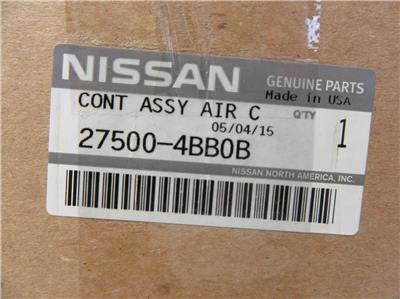 NISSAN GENUINE PARTS
Made in USA
CONT ASSY AIR C Q'TY
05/04/15 1
27500-4BB0B
NISSAN NORTH AMERICA, INC.